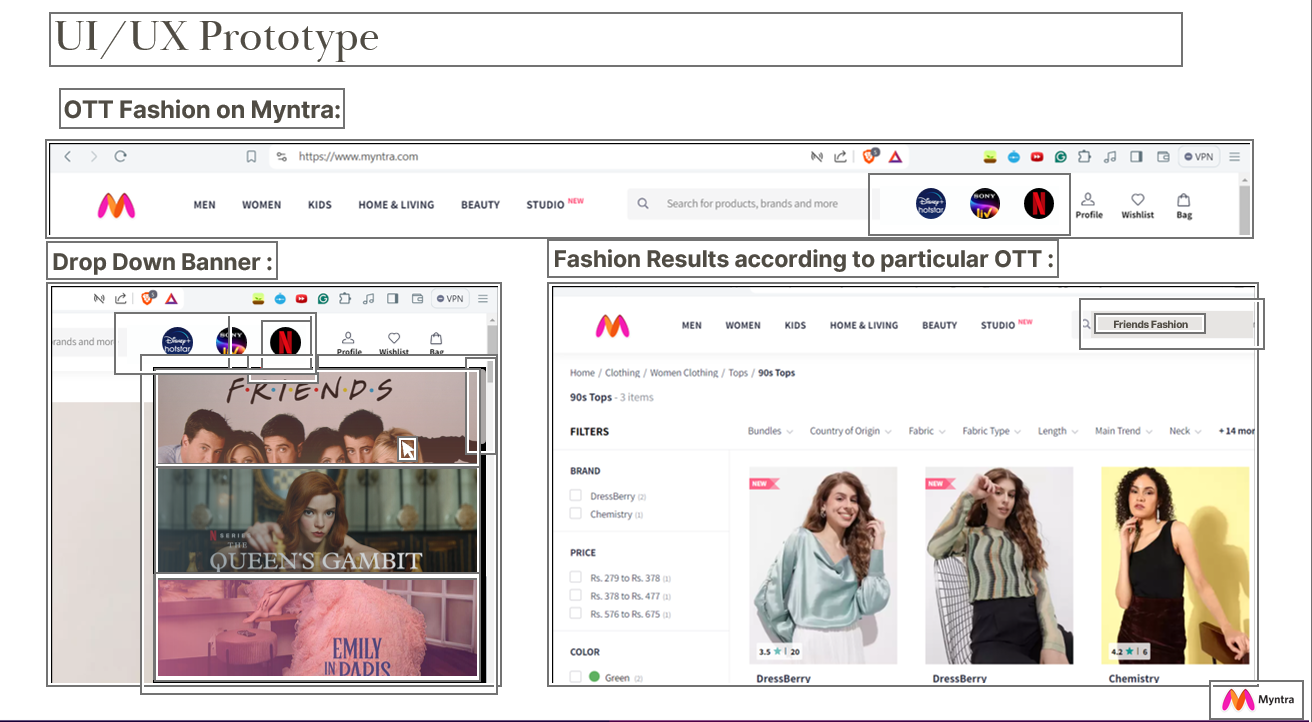 UI/UX Prototype
OTT Fashion on Myntra:
https://www.myntra.com
1
VPN
MEN WOMEN KIDS HOME & LIVING BEAUTY STUDIO NEW
Search for products, brands and more
Disney+ hotstar
SONY liv
N
Profile Wishlist Bag
Drop Down Banner :
1
VPN
rands and mor
Disney+ hotstar
SONY liv
N
Profile Wishlist Bag
F·R·I·E·N·D·S
N SERIES
THE
QUEEN'S GAMBIT
EMILY
IN PARIS
Fashion Results according to particular OTT :
MEN WOMEN KIDS HOME & LIVING BEAUTY STUDIO NEW
Friends Fashion
Home / Clothing / Women Clothing / Tops / 90s Tops
90s Tops - 3 items
FILTERS
Bundles Country of Origin Fabric Fabric Type Length Main Trend Neck + 14 mor
BRAND
DressBerry (2)
Chemistry (1)
PRICE
Rs. 279 to Rs. 378 (1)
Rs. 378 to Rs. 477 (1)
Rs. 576 to Rs. 675 (1)
COLOR
Green (2)
NEW
3.5 ★ | 20
DressBerry
NEW
DressBerry
4.2 ★ | 6
Chemistry
Myntra